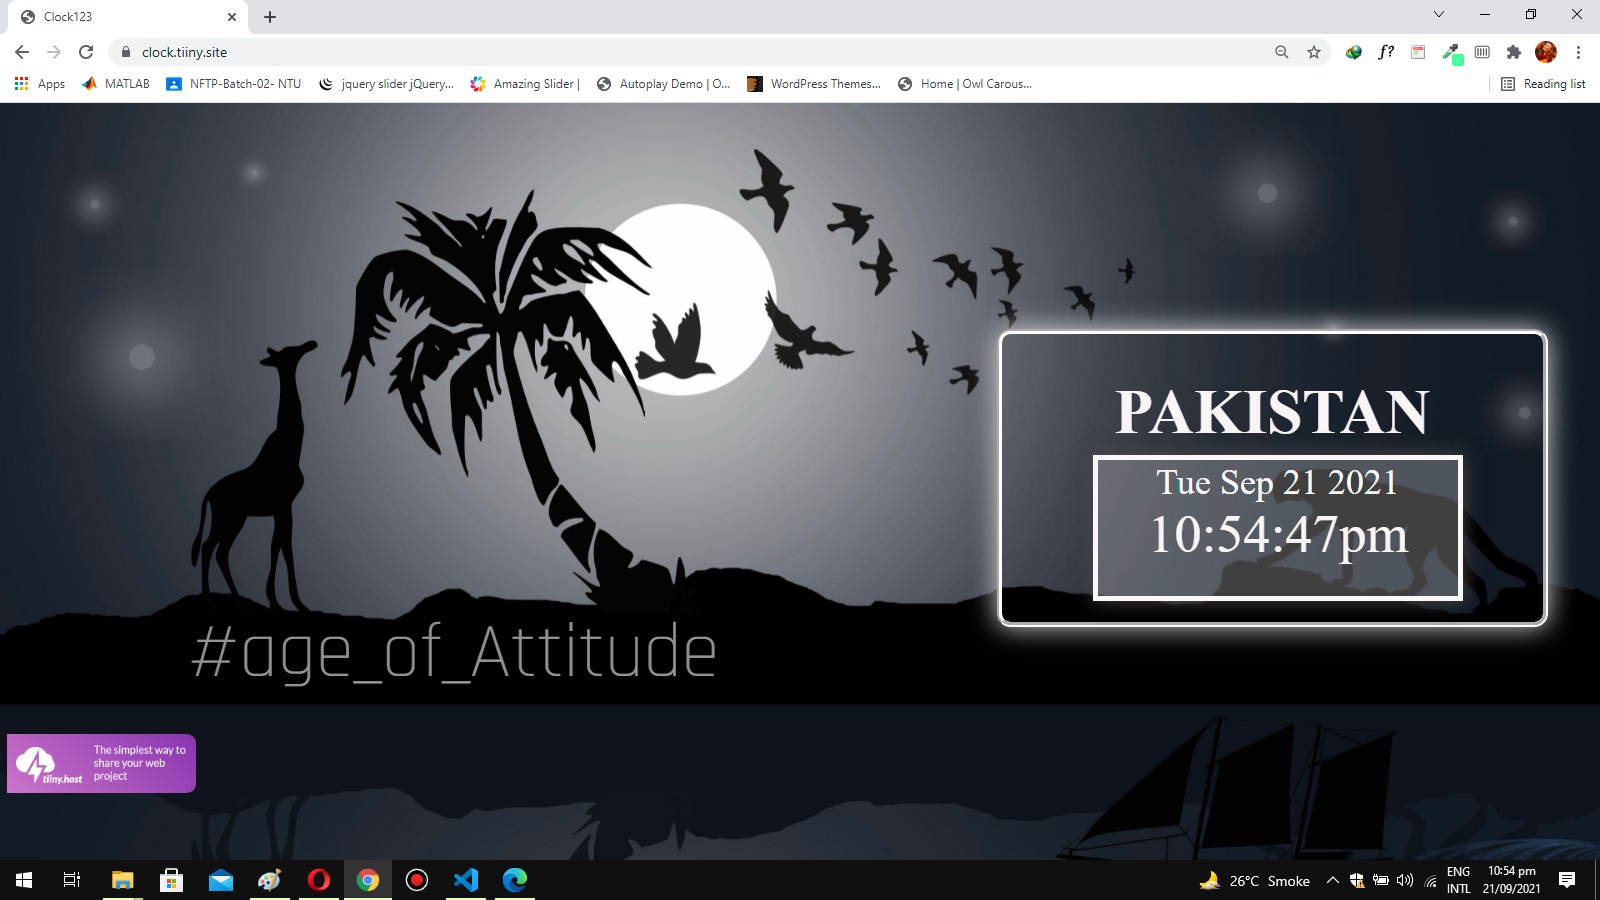 Clock123
clock.tiiny.site
f?
Apps
MATLAB
NFTP-Batch-02- NTU
jquery slider jQuery...
Amazing Slider |
Autoplay Demo | O...
WordPress Themes...
Home | Owl Carous...
Reading list
PAKISTAN
Tue Sep 21 2021
10:54:47pm
#age_of_Attitude
tiiny.host
The simplest way to
share your web
project
26°C Smoke
ENG
INTL
10:54 pm
21/09/2021